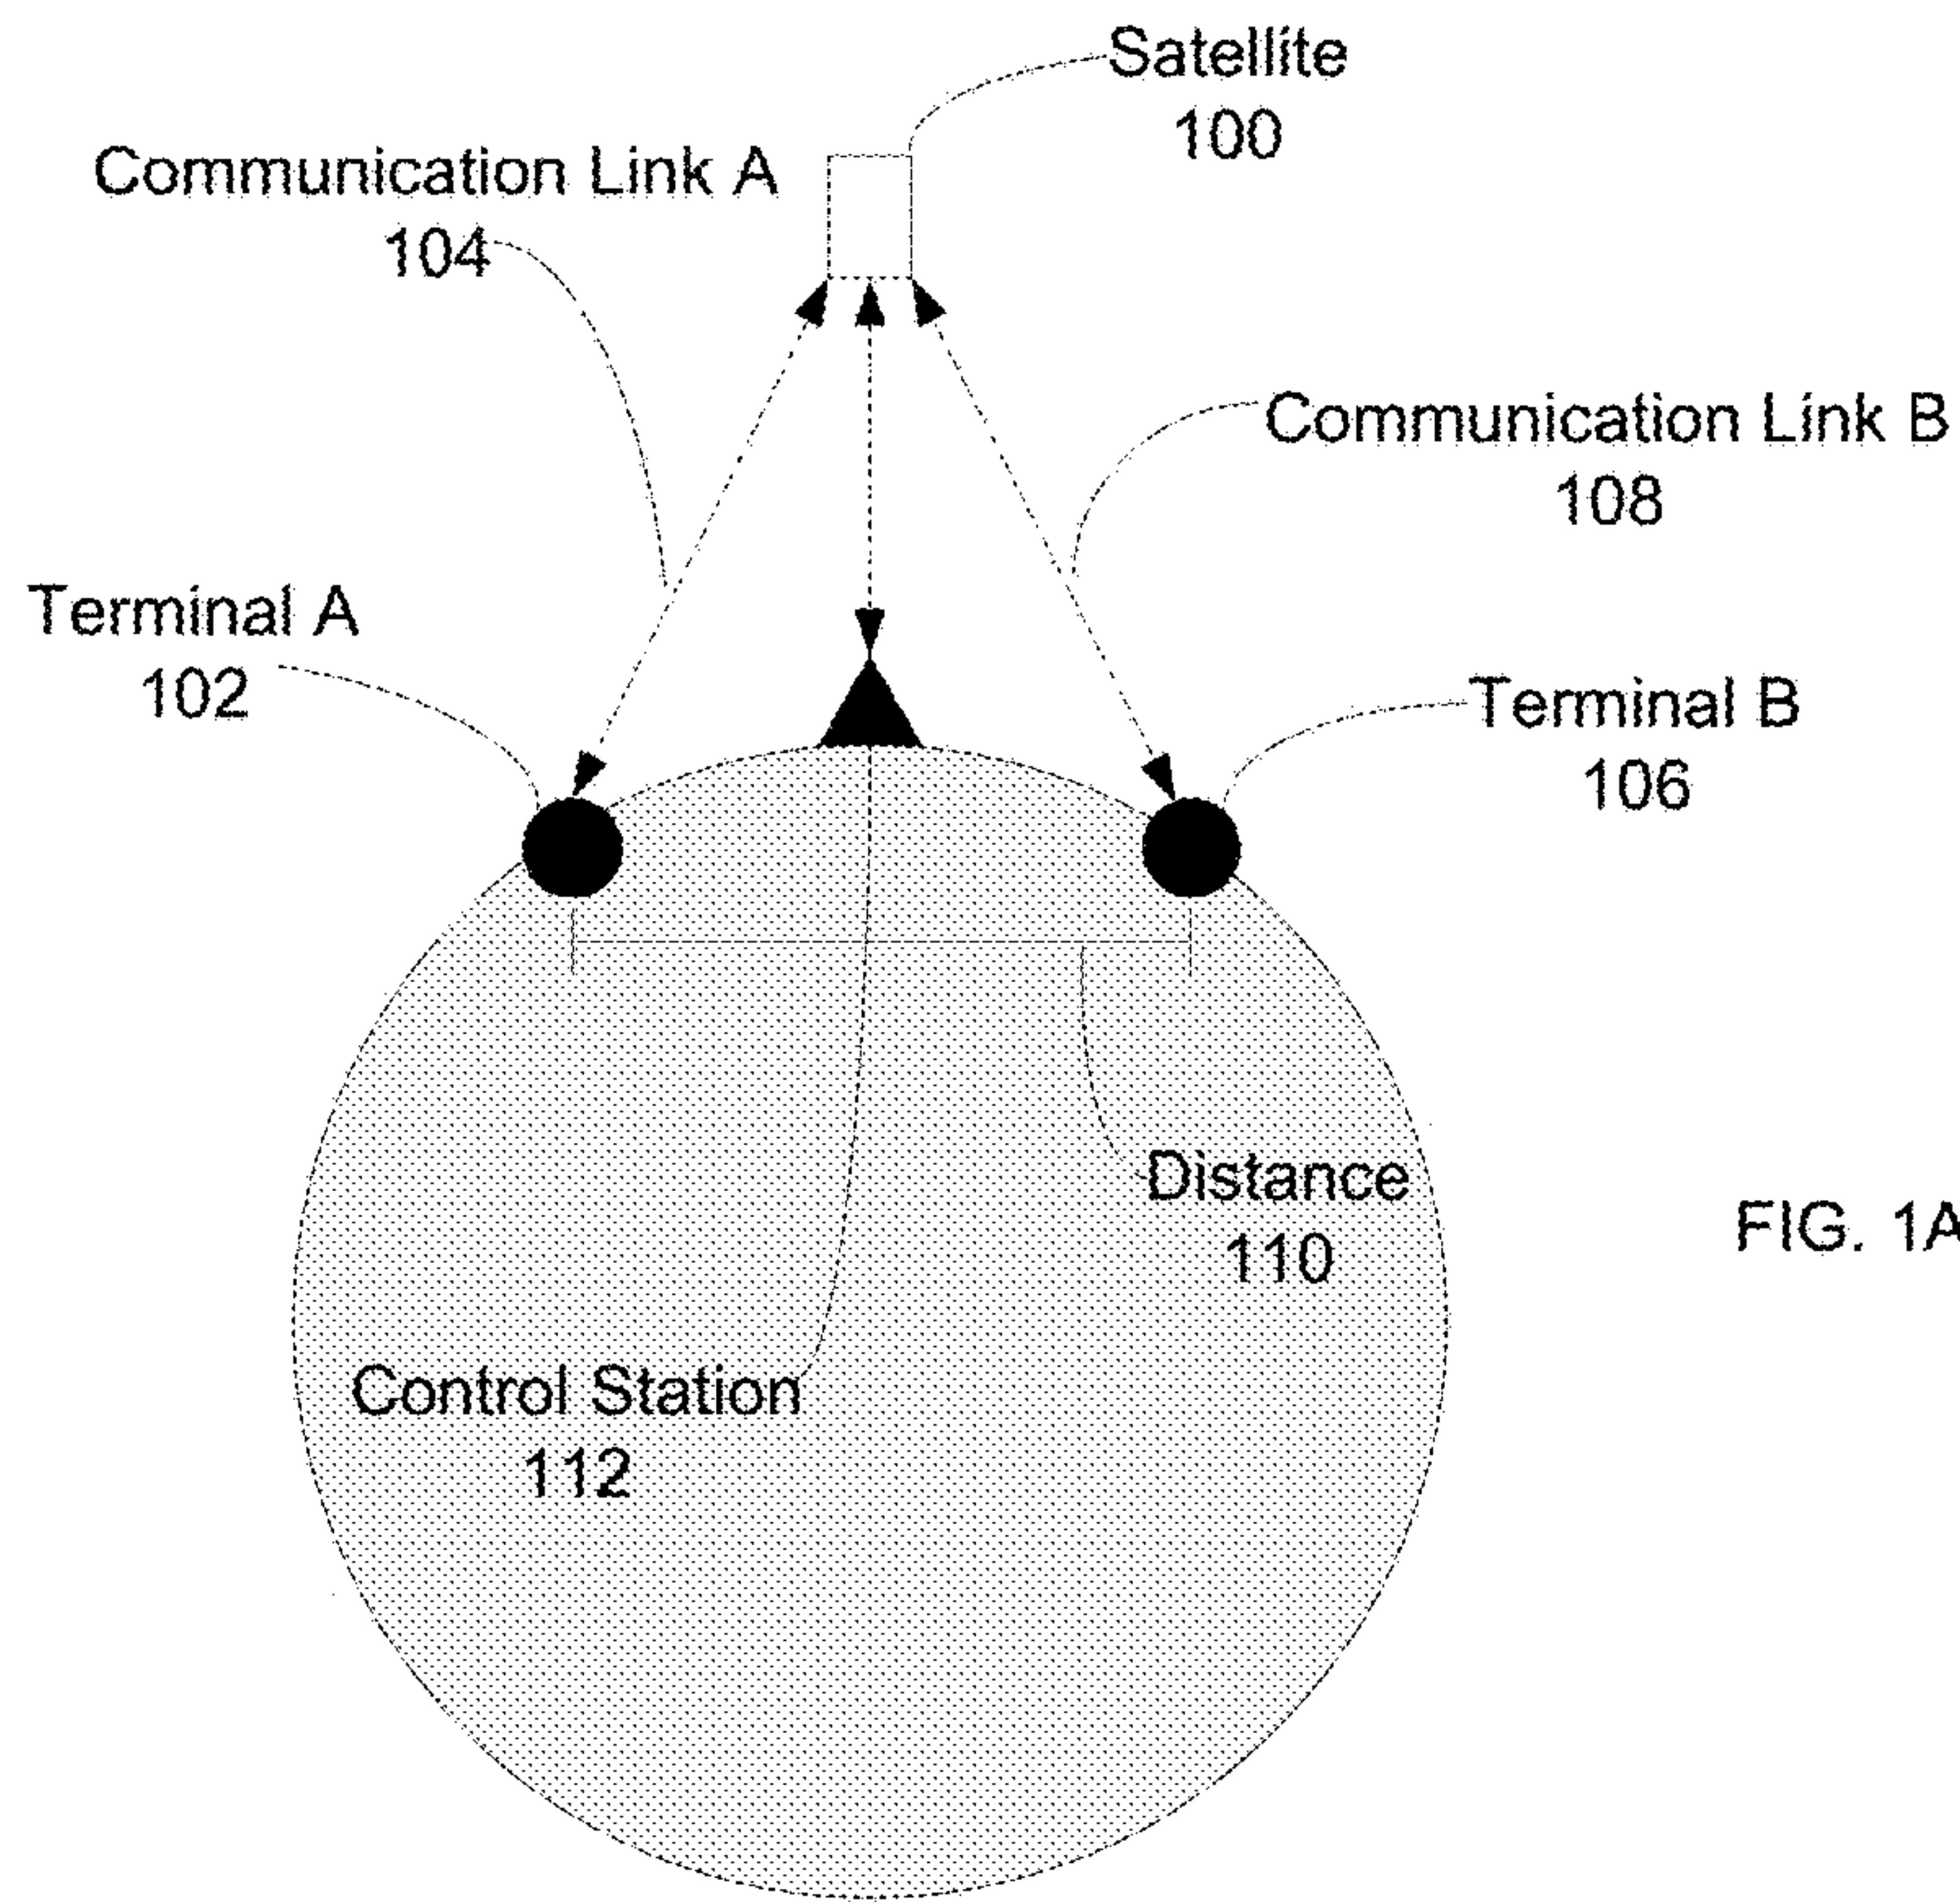 Satellite
100
Communication Link A
104
Communication Link B
108
Terminal A
102
Terminal B
106
Distance
110
FIG. 1A
Control Station
112